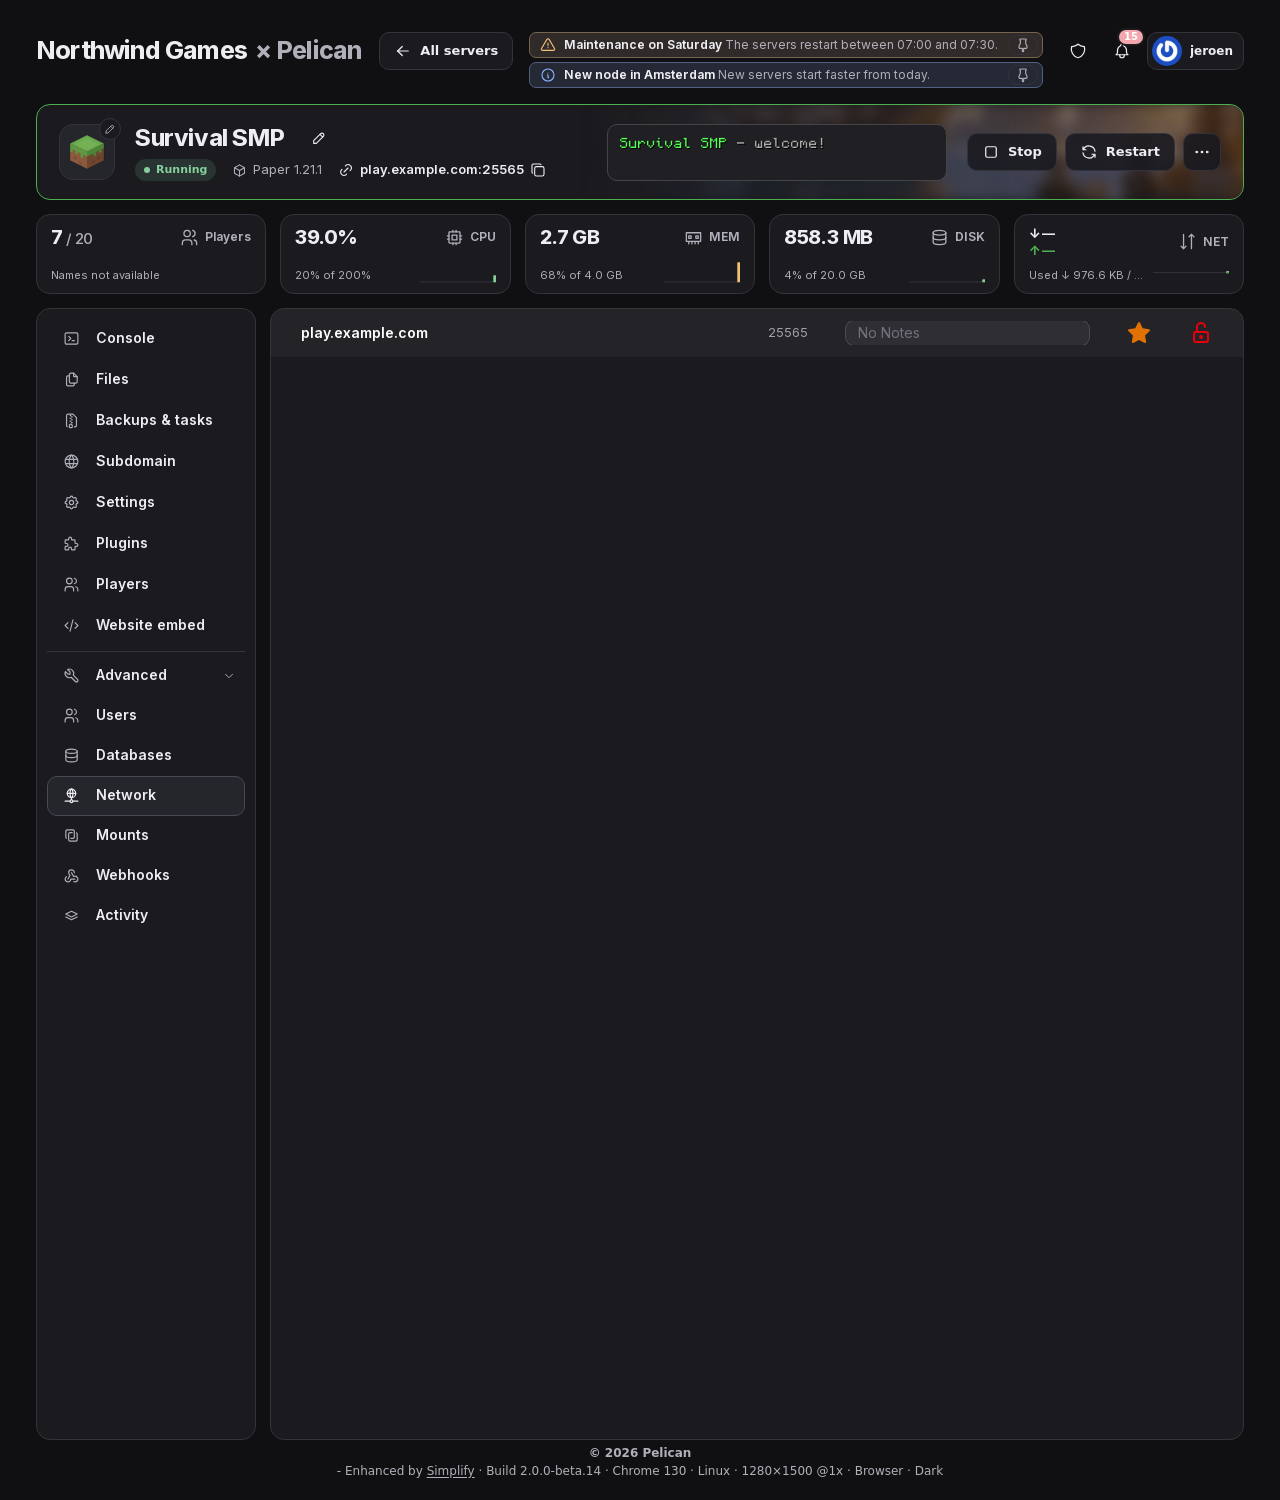 Northwind Games × Pelican
All servers
Maintenance on Saturday The servers restart between 07:00 and 07:30.
New node in Amsterdam New servers start faster from today.
15
jeroen
Survival SMP
Running
Paper 1.21.1
play.example.com:25565
Survival SMP - welcome!
Stop
Restart
7 / 20
Players
Names not available
39.0%
CPU
20% of 200%
2.7 GB
MEM
68% of 4.0 GB
858.3 MB
DISK
4% of 20.0 GB
↓—
↑—
NET
Used ↓ 976.6 KB / ...
Console
Files
Backups & tasks
Subdomain
Settings
Plugins
Players
Website embed
Advanced
Users
Databases
Network
Mounts
Webhooks
Activity
play.example.com
25565
No Notes
© 2026 Pelican
- Enhanced by Simplify · Build 2.0.0-beta.14 · Chrome 130 · Linux · 1280×1500 @1x · Browser · Dark